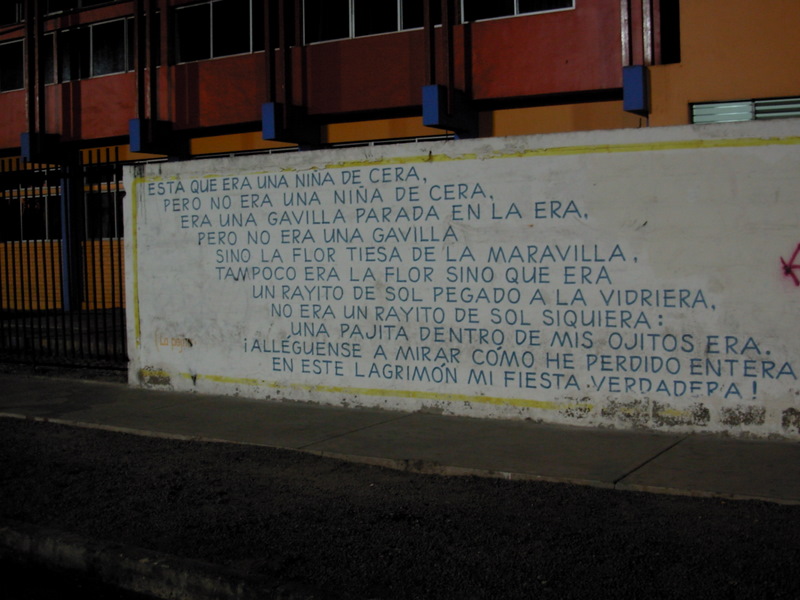 ESTA QUE ERA UNA NIÑA DE CERA,
PERO NO ERA UNA NIÑA DE CERA,
ERA UNA GAVILLA PARADA EN LA ERA.
PERO NO ERA UNA GAVILLA
SINO LA FLOR TIESA DE LA MARAVILLA.
TAMPOCO ERA LA FLOR SINO QUE ERA
UN RAYITO DE SOL PEGADO A LA VIDRIERA.
NO ERA UN RAYITO DE SOL SIQUIERA:
UNA PAJITA DENTRO DE MIS OJITOS ERA.
¡ALLÉGUENSE A MIRAR CÓMO HE PERDIDO ENTERA
EN ESTE LAGRIMÓN MI FIESTA VERDADERA!